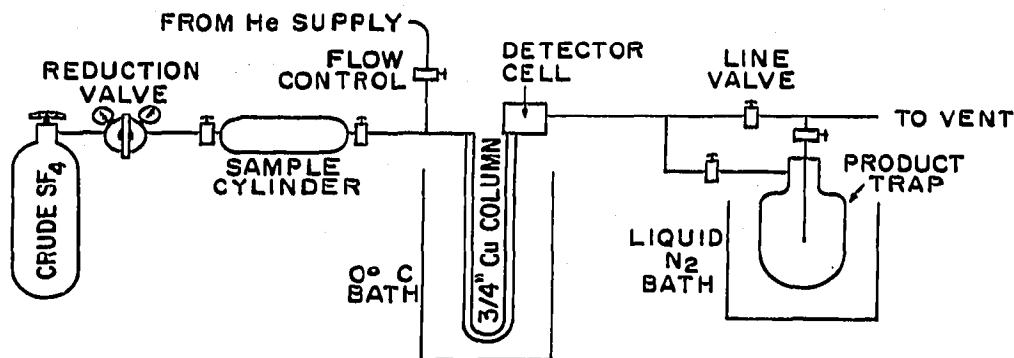 FROM He SUPPLY
FLOW
CONTROL
REDUCTION
VALVE
DETECTOR
CELL
LINE
VALVE
TO VENT
SAMPLE
CYLINDER
CRUDE SF4
3/4" Cu COLUMN
0° C
BATH
PRODUCT
TRAP
LIQUID
N2
BATH